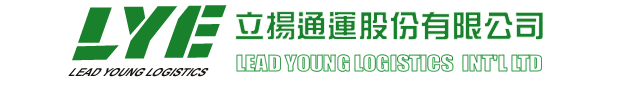 LYE
LEAD YOUNG LOGISTICS
立揚通運股份有限公司
LEAD YOUNG LOGISTICS INT'L LTD